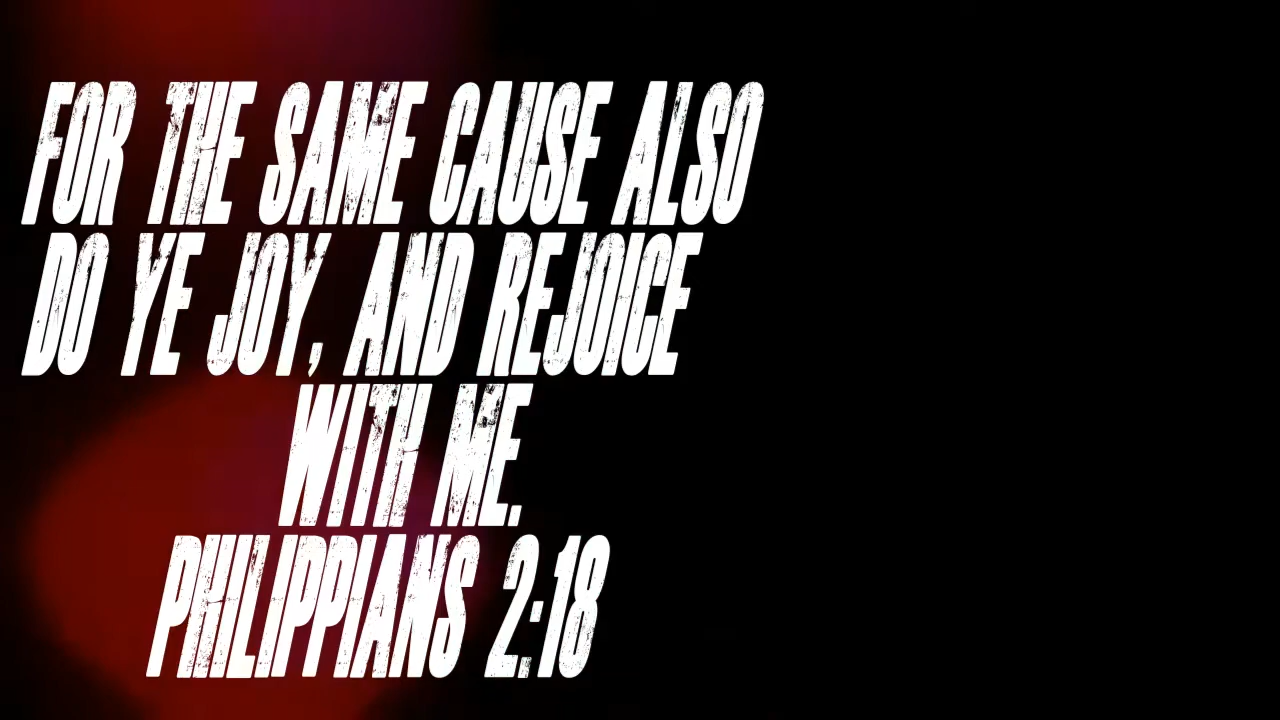 FOR THE SAME CAUSE ALSO
DO YE JOY, AND REJOICE
WITH ME.
PHILIPPIANS 2:18